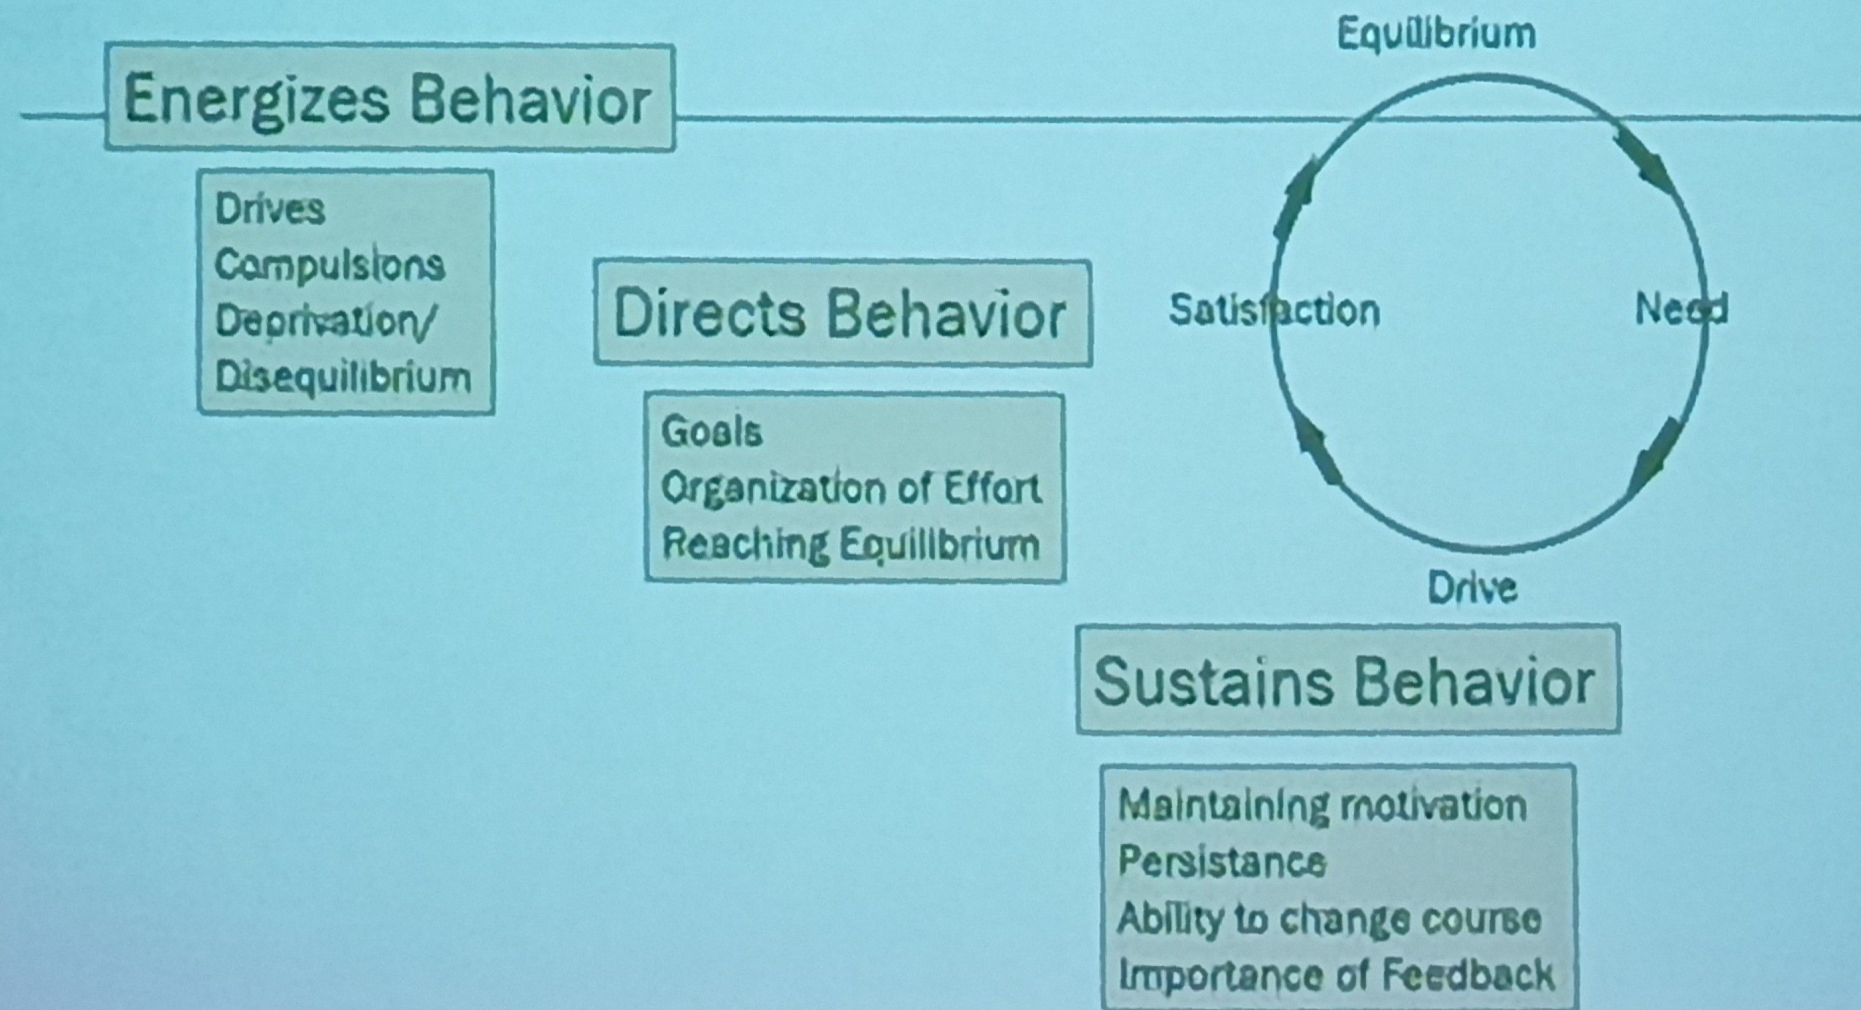 Energizes Behavior
Drives
Compulsions
Deprivation/
Disequilibrium
Directs Behavior
Goals
Organization of Effort
Reaching Equilibrium
Equilibrium
Need
Drive
Satisfaction
Sustains Behavior
Maintaining motivation
Persistance
Ability to change course
Importance of Feedback